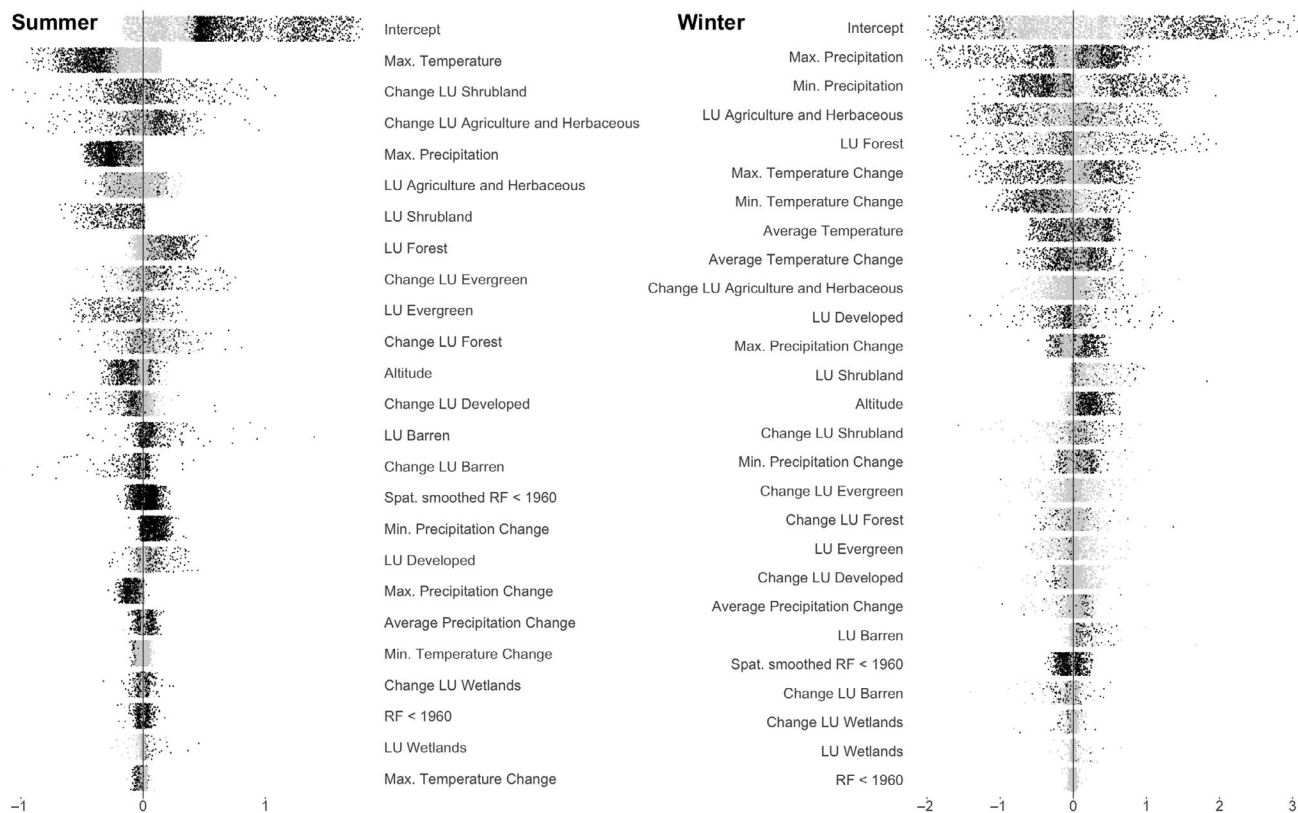 Summer
Intercept
Max. Temperature
Change LU Shrubland
Change LU Agriculture and Herbaceous
Max. Precipitation
LU Agriculture and Herbaceous
LU Shrubland
LU Forest
Change LU Evergreen
LU Evergreen
Change LU Forest
Altitude
Change LU Developed
LU Barren
Change LU Barren
Spat. smoothed RF < 1960
Min. Precipitation Change
LU Developed
Max. Precipitation Change
Average Precipitation Change
Min. Temperature Change
Change LU Wetlands
RF < 1960
LU Wetlands
Max. Temperature Change
–1 0 1
Winter
Intercept
Max. Precipitation
Min. Precipitation
LU Agriculture and Herbaceous
LU Forest
Max. Temperature Change
Min. Temperature Change
Average Temperature
Average Temperature Change
Change LU Agriculture and Herbaceous
LU Developed
Max. Precipitation Change
LU Shrubland
Altitude
Change LU Shrubland
Min. Precipitation Change
Change LU Evergreen
Change LU Forest
LU Evergreen
Change LU Developed
Average Precipitation Change
LU Barren
Spat. smoothed RF < 1960
Change LU Barren
Change LU Wetlands
LU Wetlands
RF < 1960
–2 –1 0 1 2 3